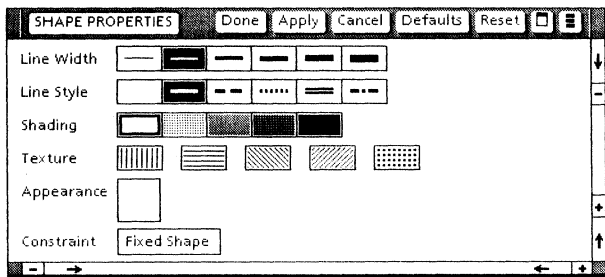 SHAPE PROPERTIES Done Apply Cancel Defaults Reset
Line Width
Line Style
Shading
Texture
Appearance
Constraint Fixed Shape